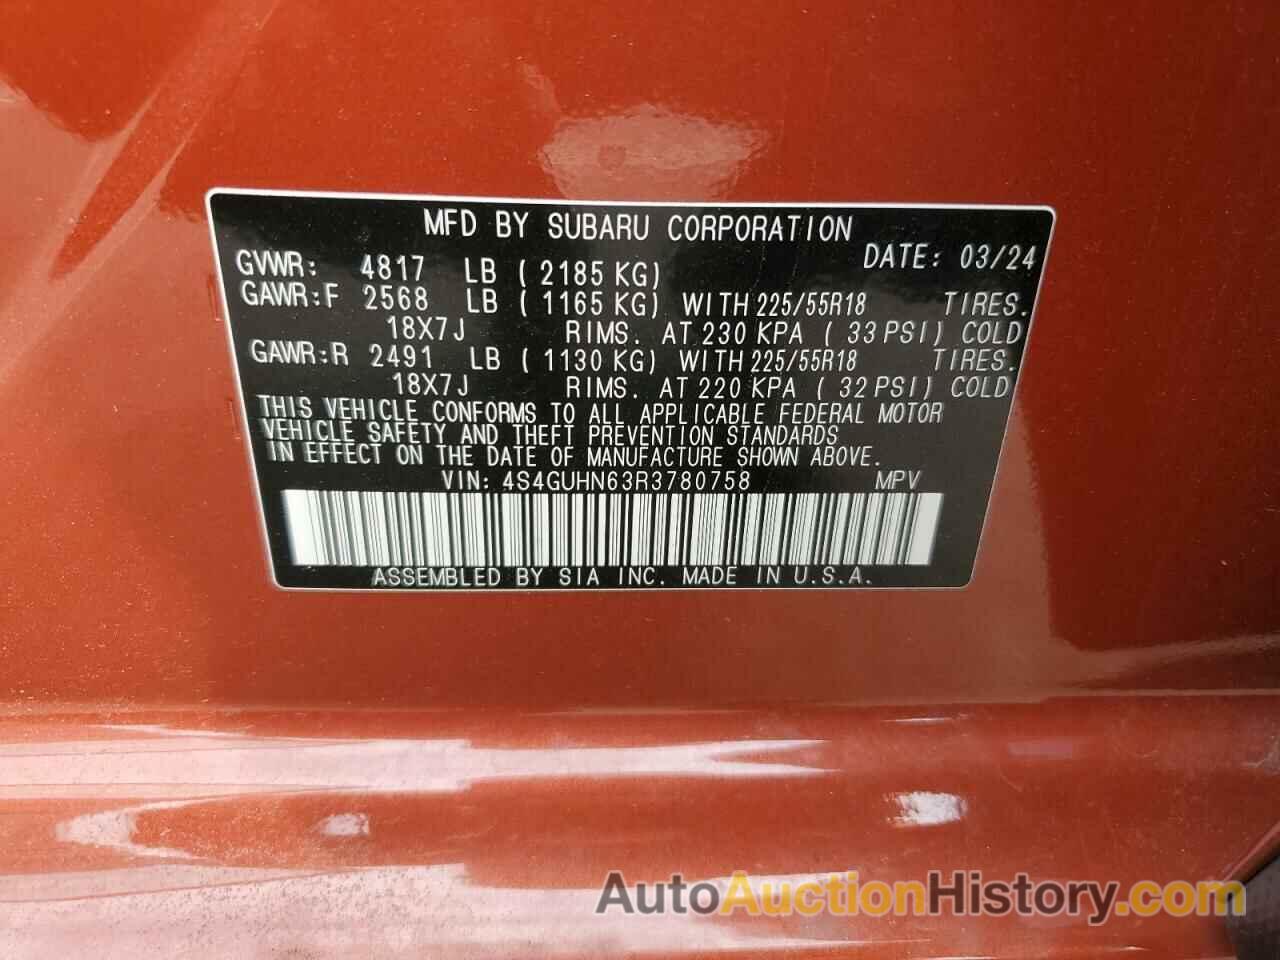 MFD BY SUBARU CORPORATION
DATE: 03/24
GVWR: 4817 LB ( 2185 KG)
GAWR:F 2568 LB ( 1165 KG) WITH 225/55R18 TIRES.
18X7J RIMS. AT 230 KPA ( 33 PSI) COLD
GAWR:R 2491 LB ( 1130 KG) WITH 225/55R18 TIRES.
18X7J RIMS. AT 220 KPA ( 32 PSI) COLD
THIS VEHICLE CONFORMS TO ALL APPLICABLE FEDERAL MOTOR
VEHICLE SAFETY AND THEFT PREVENTION STANDARDS
IN EFFECT ON THE DATE OF MANUFACTURE SHOWN ABOVE.
VIN: 4S4GUHN63R3780758 MPV
ASSEMBLED BY SIA INC. MADE IN U.S.A.
AutoAuctionHistory.com